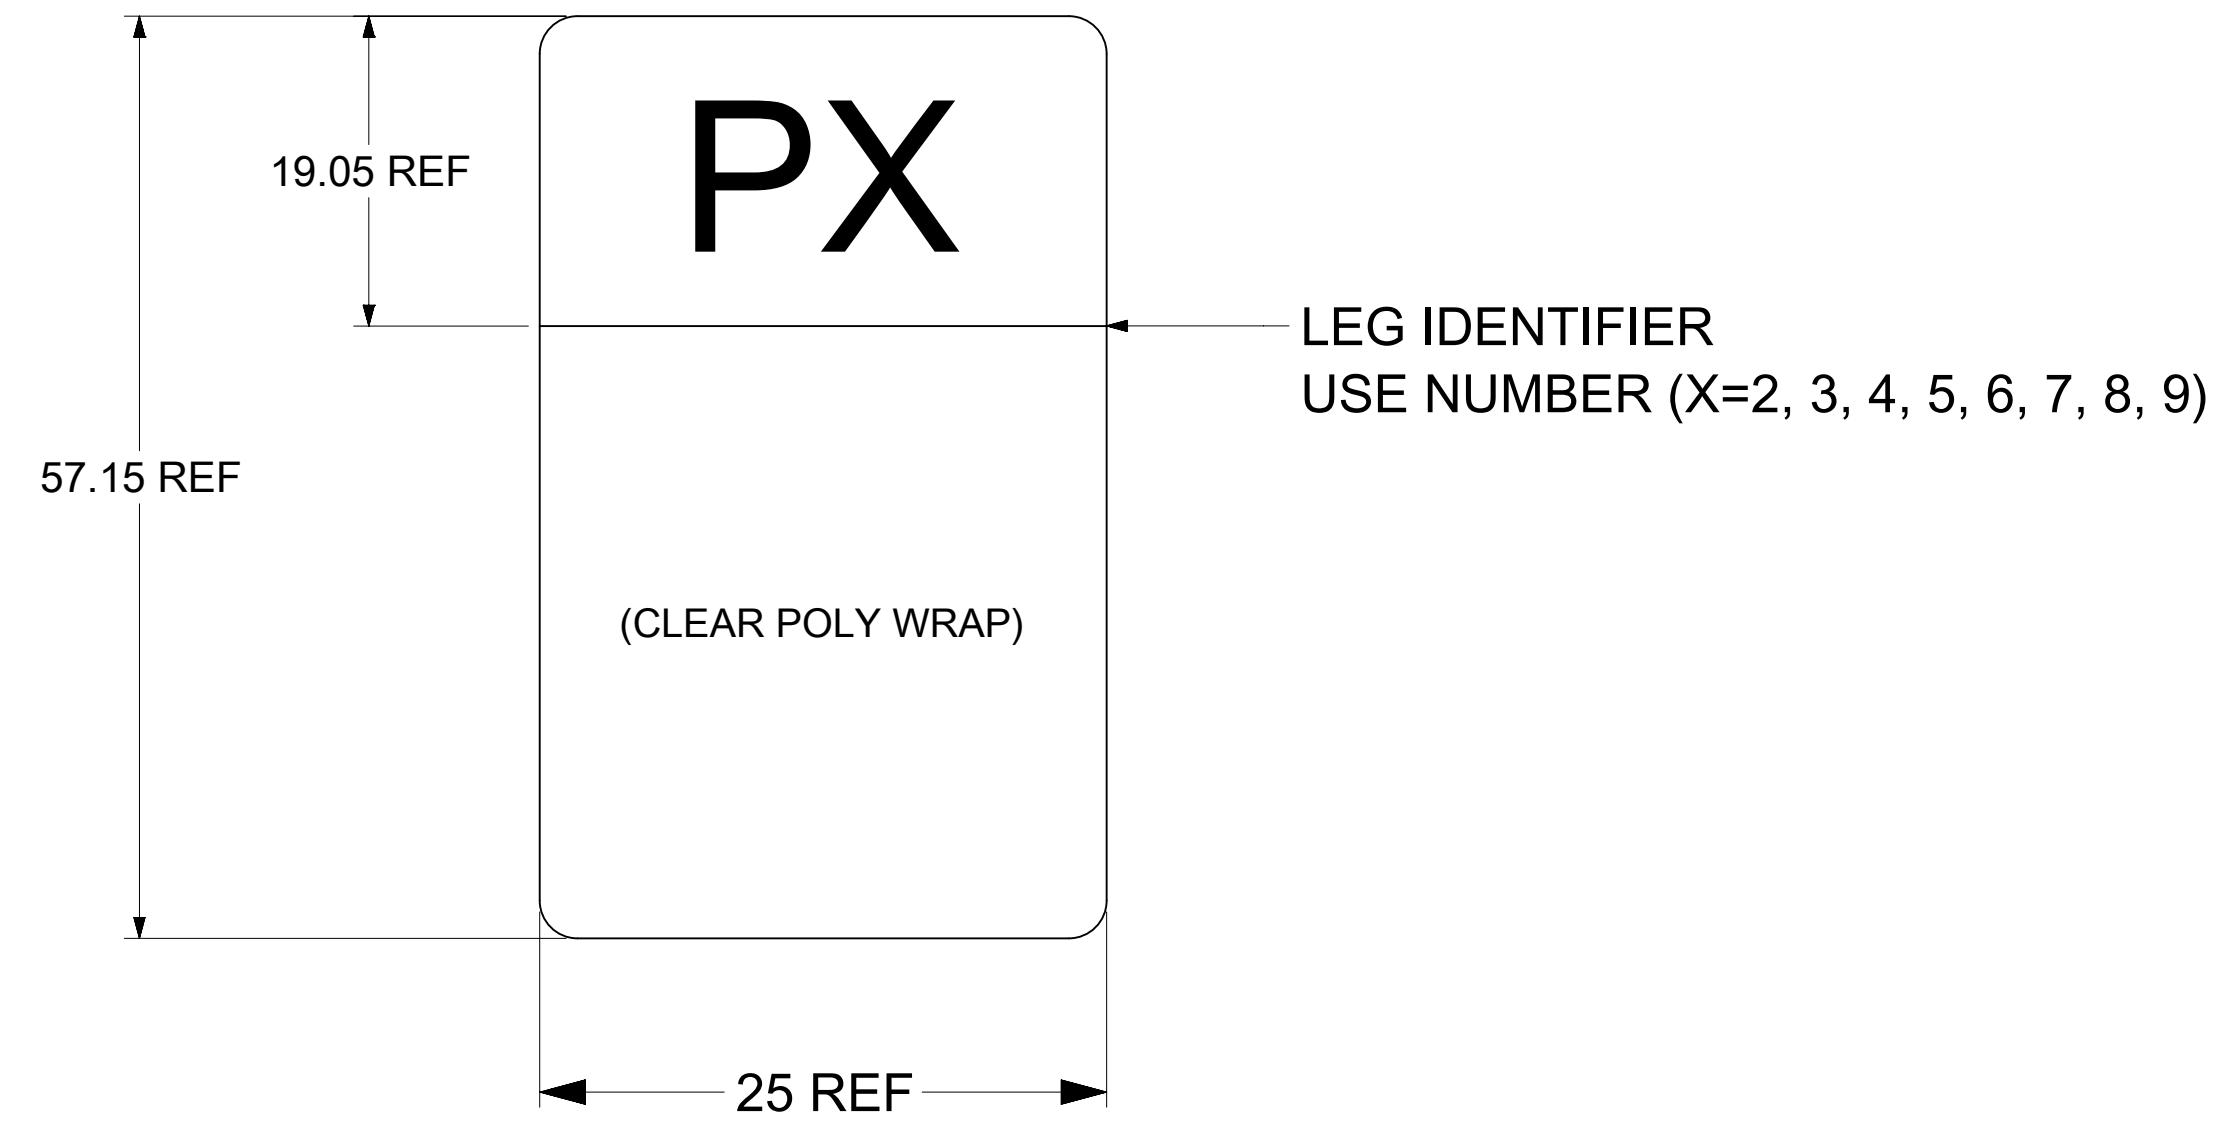 PX
19.05 REF
LEG IDENTIFIER
USE NUMBER (X=2, 3, 4, 5, 6, 7, 8, 9)
57.15 REF
(CLEAR POLY WRAP)
25 REF